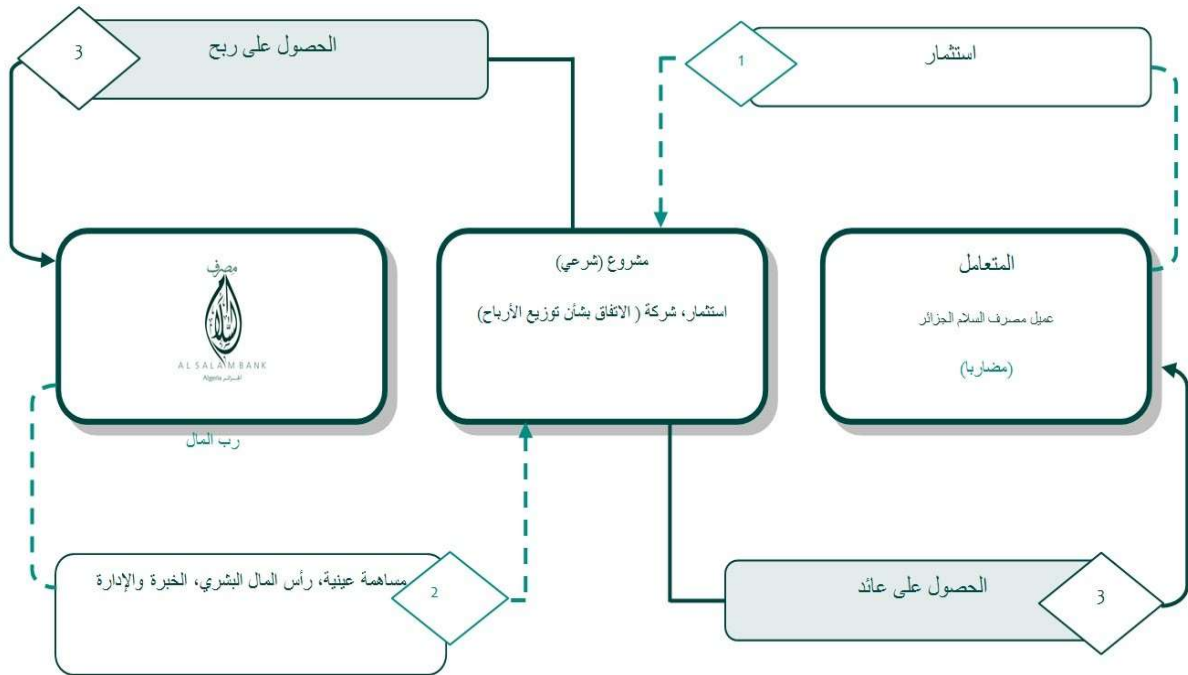 استثمار
1
الحصول على ربح
3
المتعامل
عميل مصرف السلام الجزائر
(مضاربا)
مشروع (شرعي)
استثمار، شركة ( الاتفاق بشأن توزيع الأرباح)
مصرف
السلام
AL SALAM BANK
Algeria الجزائر
رب المال
الحصول على عائد
3
مساهمة عينية، رأس المال البشري، الخبرة والإدارة
2